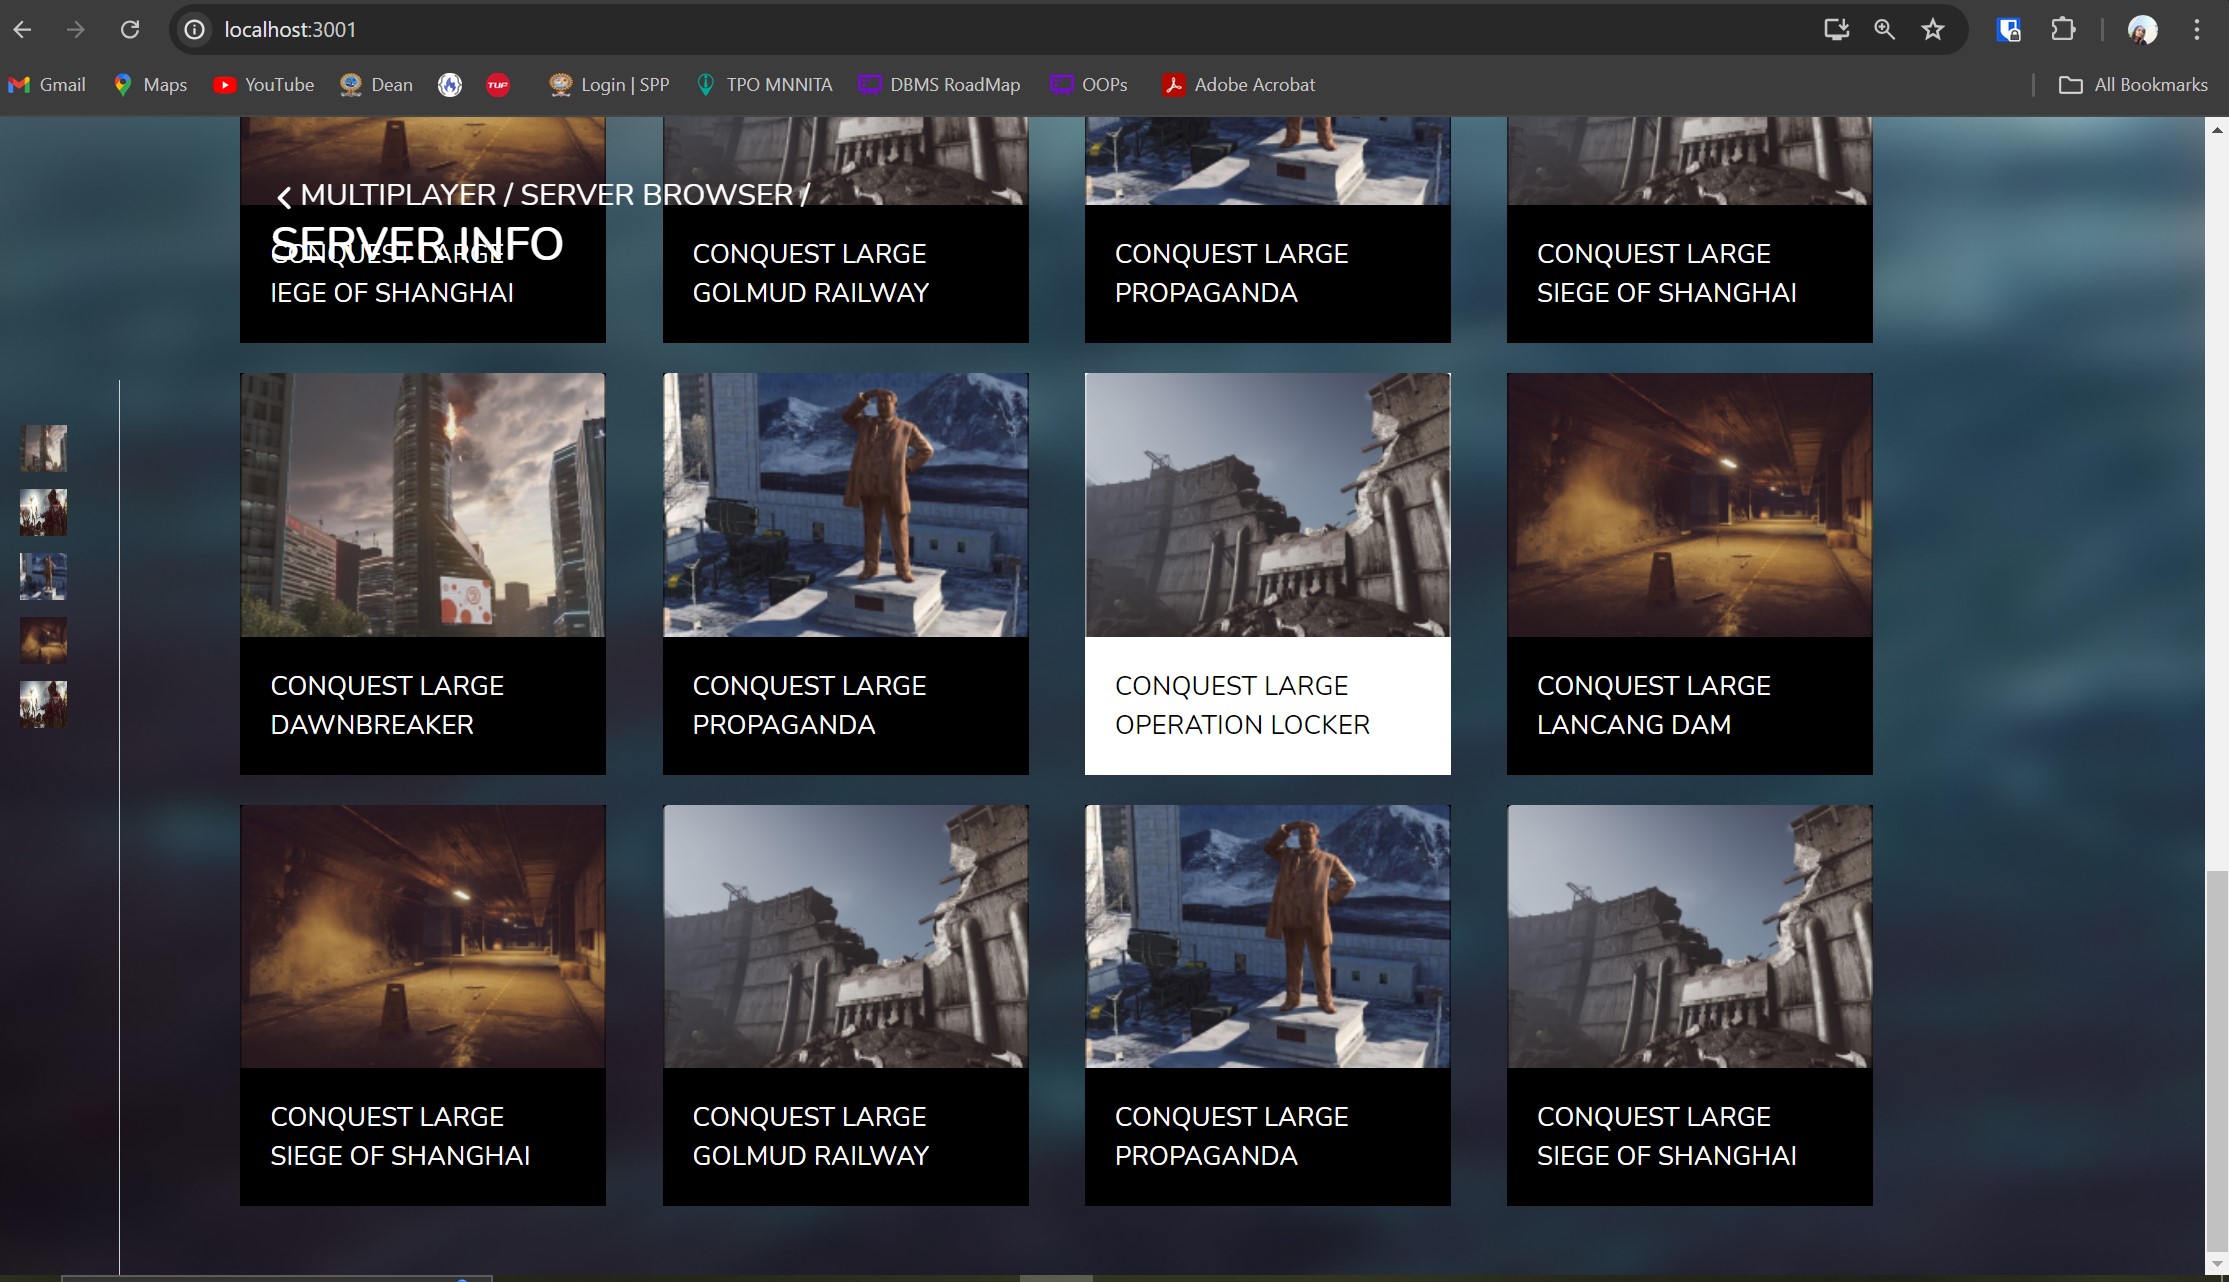 localhost:3001
Gmail Maps YouTube Dean TUF Login | SPP TPO MNNITA DBMS RoadMap OOPs Adobe Acrobat All Bookmarks
MULTIPLAYER / SERVER BROWSER /
SERVER INFO
CONQUEST LARGE
IEGE OF SHANGHAI
CONQUEST LARGE
GOLMUD RAILWAY
CONQUEST LARGE
PROPAGANDA
CONQUEST LARGE
SIEGE OF SHANGHAI
CONQUEST LARGE
DAWNBREAKER
CONQUEST LARGE
PROPAGANDA
CONQUEST LARGE
OPERATION LOCKER
CONQUEST LARGE
LANCANG DAM
CONQUEST LARGE
SIEGE OF SHANGHAI
CONQUEST LARGE
GOLMUD RAILWAY
CONQUEST LARGE
PROPAGANDA
CONQUEST LARGE
SIEGE OF SHANGHAI